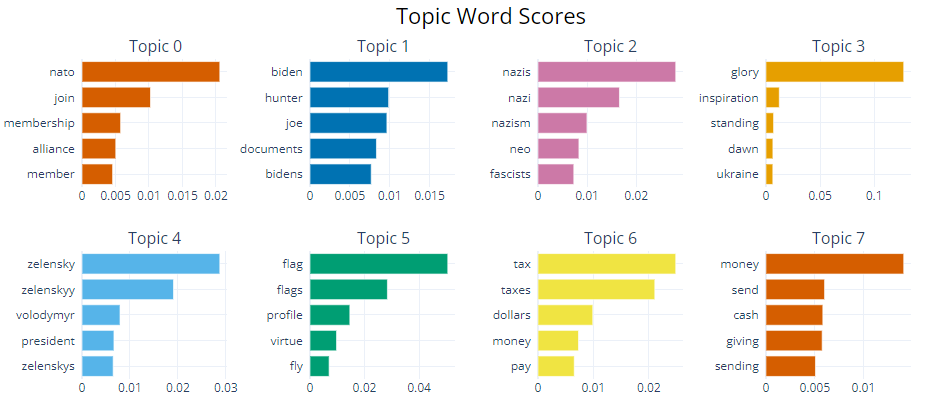 Topic Word Scores
Topic 0
nato
join
membership
alliance
member
0 0.005 0.01 0.015 0.02
Topic 1
biden
hunter
joe
documents
bidens
0 0.005 0.01 0.015
Topic 2
nazis
nazi
nazism
neo
fascists
0 0.01 0.02
Topic 3
glory
inspiration
standing
dawn
ukraine
0 0.05 0.1
Topic 4
zelensky
zelenskyy
volodymyr
president
zelenskys
0 0.01 0.02 0.03
Topic 5
flag
flags
profile
virtue
fly
0 0.02 0.04
Topic 6
tax
taxes
dollars
money
pay
0 0.01 0.02
Topic 7
money
send
cash
giving
sending
0 0.005 0.01